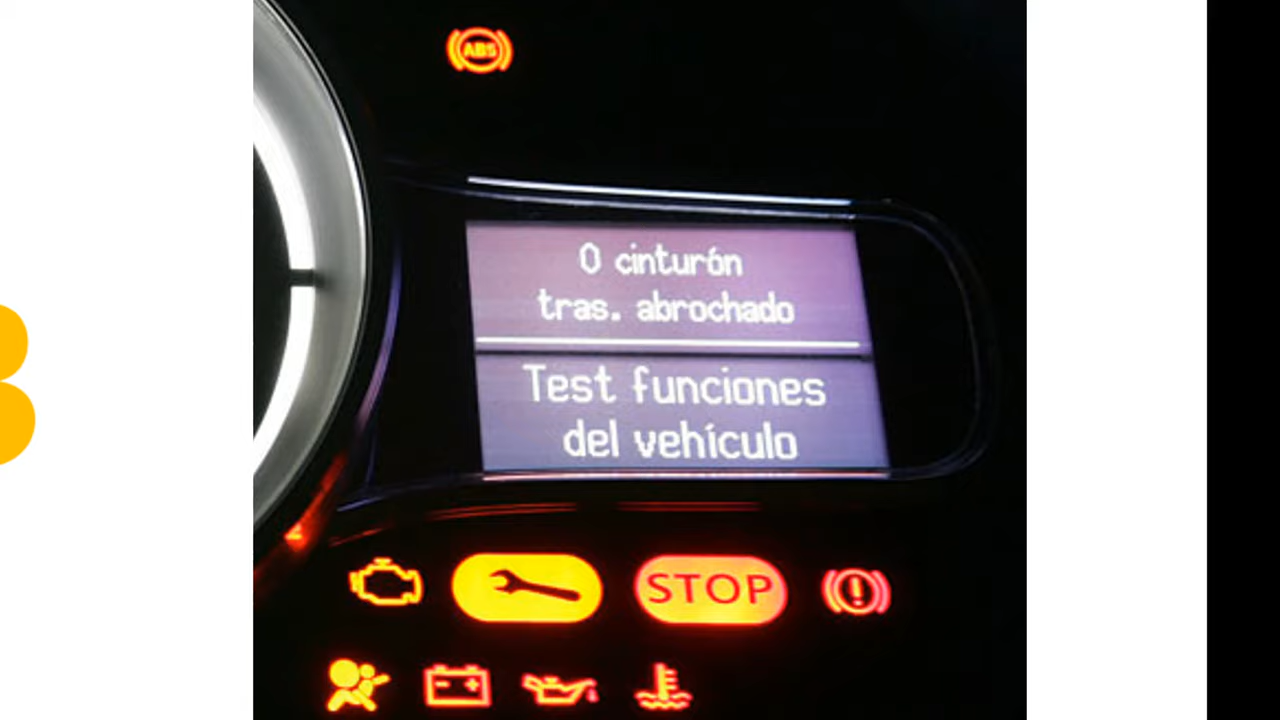 ABS
0 cinturón
tras. abrochado
Test funciones
del vehículo
STOP